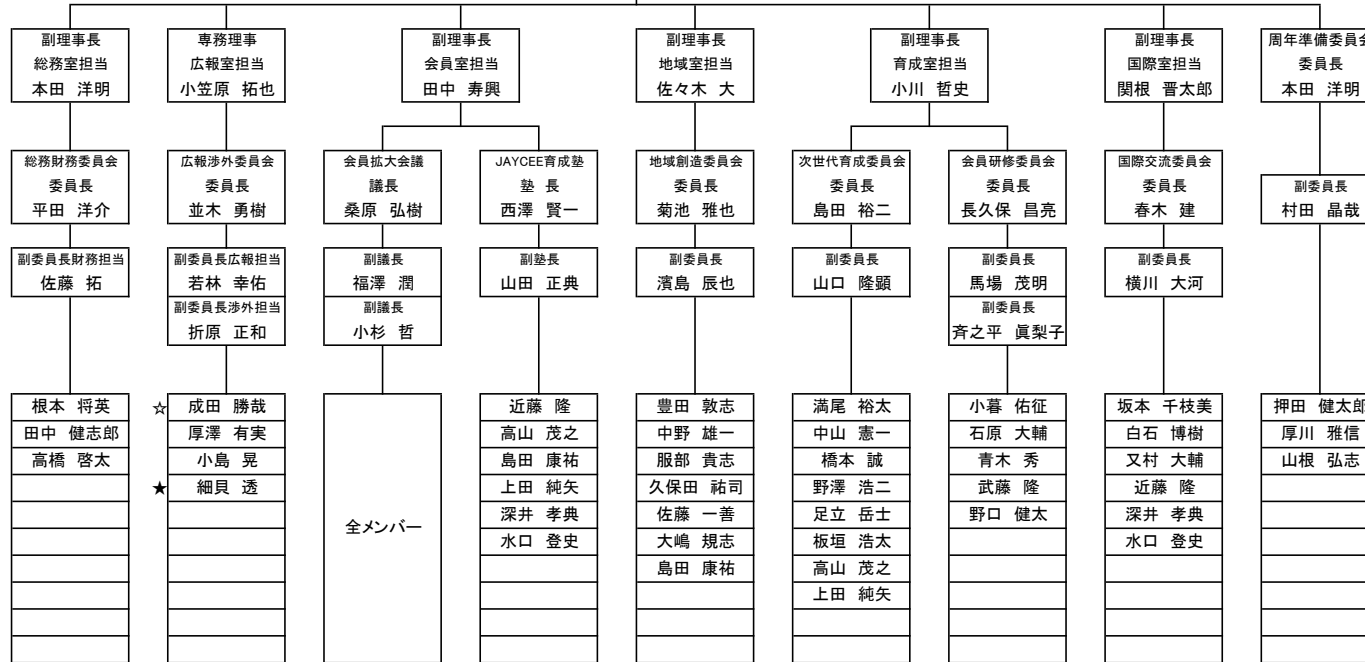 副理事長
総務室担当
本田 洋明
専務理事
広報室担当
小笠原 拓也
副理事長
会員室担当
田中 寿興
副理事長
地域室担当
佐々木 大
副理事長
育成室担当
小川 哲史
副理事長
国際室担当
関根 晋太郎
周年準備委員会
委員長
本田 洋明
総務財務委員会
委員長
平田 洋介
広報渉外委員会
委員長
並木 勇樹
会員拡大会議
議長
桑原 弘樹
JAYCEE育成塾
塾 長
西澤 賢一
地域創造委員会
委員長
菊池 雅也
次世代育成委員会
委員長
島田 裕二
会員研修委員会
委員長
長久保 昌亮
国際交流委員会
委員長
春木 建
副委員長
村田 晶哉
副委員長財務担当
佐藤 拓
副委員長広報担当
若林 幸佑
副委員長渉外担当
折原 正和
副議長
福澤 潤
副議長
小杉 哲
副塾長
山田 正典
副委員長
濱島 辰也
副委員長
山口 隆顕
副委員長
馬場 茂明
副委員長
斉之平 眞梨子
副委員長
横川 大河
根本 将英
田中 健志郎
高橋 啓太
☆ 成田 勝哉
厚澤 有実
小島 晃
★ 細貝 透
全メンバー
近藤 隆
高山 茂之
島田 康祐
上田 純矢
深井 孝典
水口 登史
豊田 敦志
中野 雄一
服部 貴志
久保田 祐司
佐藤 一善
大嶋 規志
島田 康祐
満尾 裕太
中山 憲一
橋本 誠
野澤 浩二
足立 岳士
板垣 浩太
高山 茂之
上田 純矢
小暮 佑征
石原 大輔
青木 秀
武藤 隆
野口 健太
坂本 千枝美
白石 博樹
又村 大輔
近藤 隆
深井 孝典
水口 登史
押田 健太郎
厚川 雅信
山根 弘志